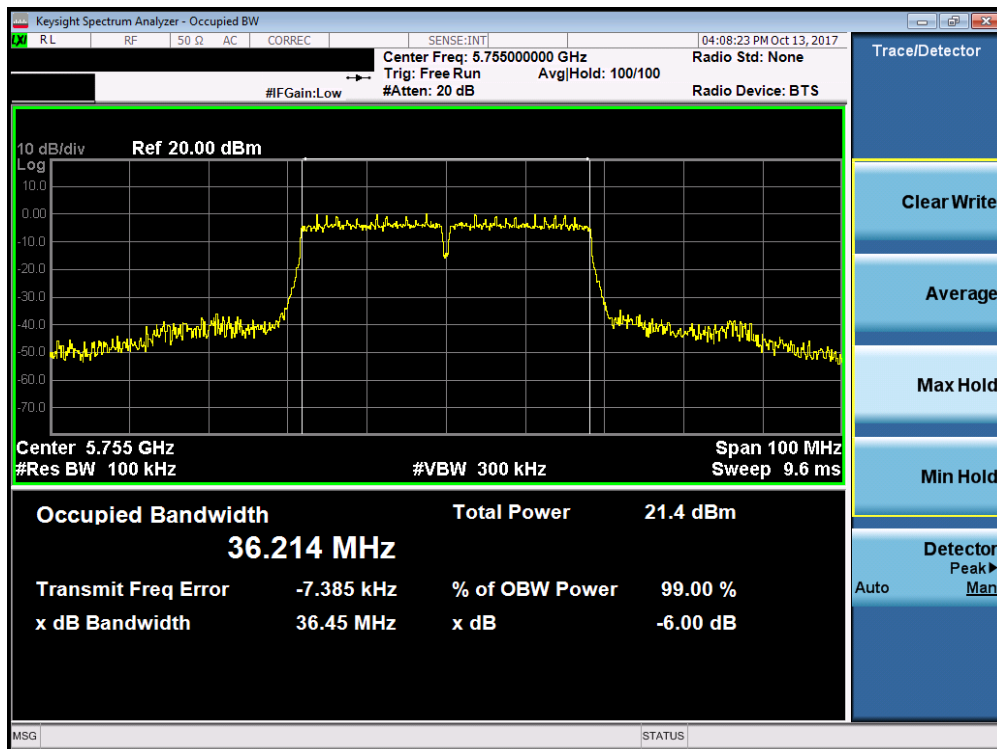 Keysight Spectrum Analyzer - Occupied BW
LXI RL RF 50 Ω AC CORREC SENSE:INT 04:08:23 PM Oct 13, 2017
Center Freq: 5.755000000 GHz Radio Std: None
Trig: Free Run Avg|Hold: 100/100
#IFGain:Low #Atten: 20 dB Radio Device: BTS
Trace/Detector
10 dB/div Ref 20.00 dBm
Log
10.0
0.00
-10.0
-20.0
-30.0
-40.0
-50.0
-60.0
-70.0
Center 5.755 GHz Span 100 MHz
#Res BW 100 kHz #VBW 300 kHz Sweep 9.6 ms
Occupied Bandwidth Total Power 21.4 dBm
36.214 MHz
Transmit Freq Error -7.385 kHz % of OBW Power 99.00 %
x dB Bandwidth 36.45 MHz x dB -6.00 dB
Clear Write
Average
Max Hold
Min Hold
Detector
Peak▶
Auto Man
MSG STATUS